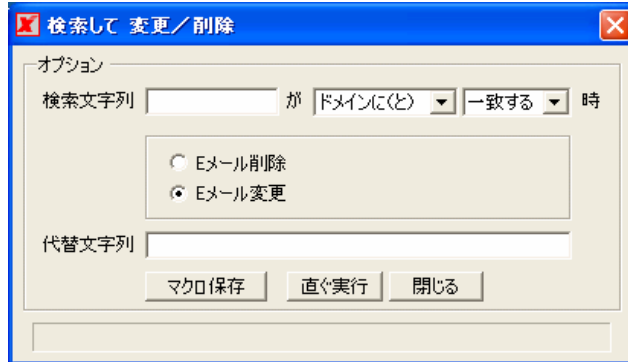 検索して 変更／削除
オプション
検索文字列 が ドメインに(と) 一致する 時
Eメール削除
Eメール変更
代替文字列
マクロ保存 直ぐ実行 閉じる